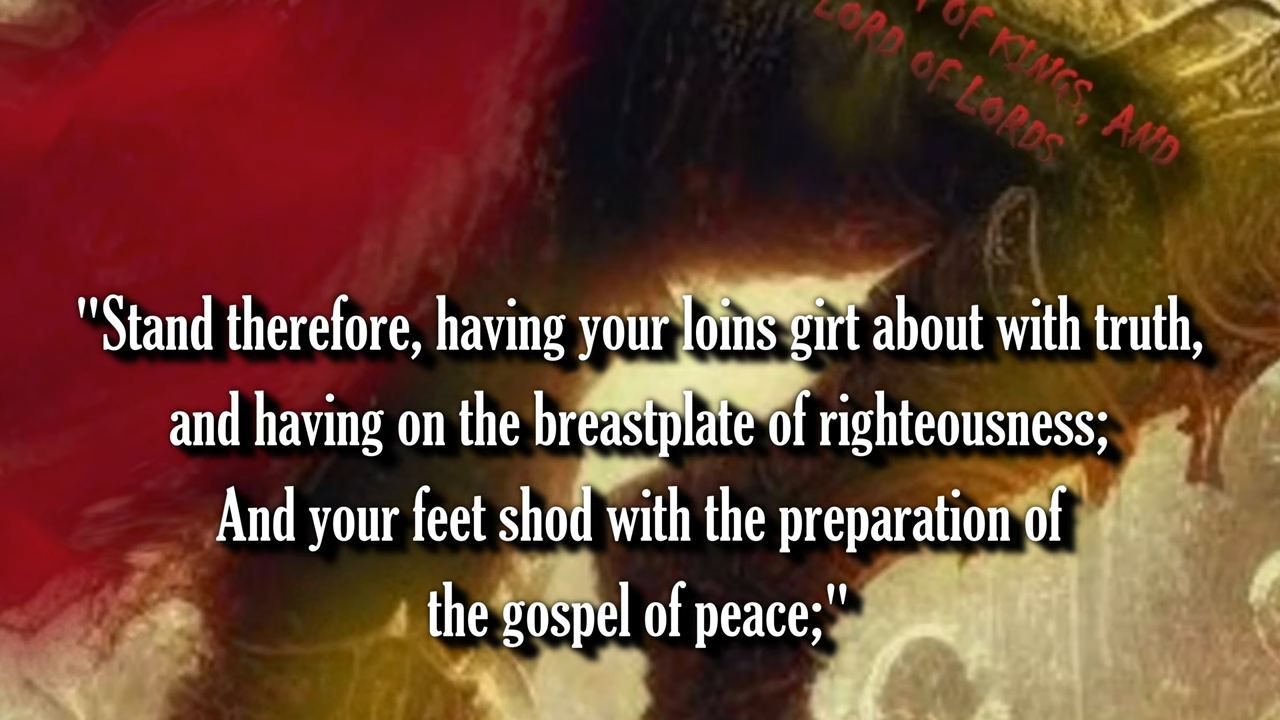 OF KINGS, AND
LORD OF LORDS
"Stand therefore, having your loins girt about with truth,
and having on the breastplate of righteousness;
And your feet shod with the preparation of
the gospel of peace;"